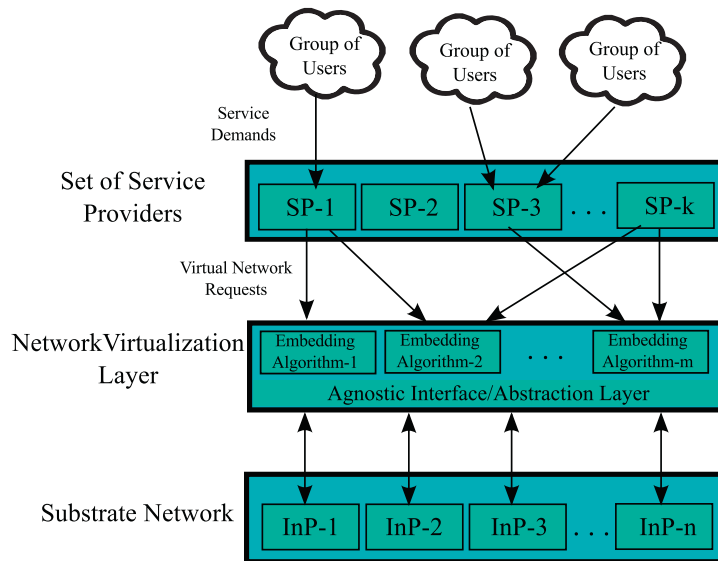 Group of
Users
Group of
Users
Group of
Users
Service
Demands
Set of Service
Providers
SP-1
SP-2
SP-3
. . .
SP-k
Virtual Network
Requests
NetworkVirtualization
Layer
Embedding
Algorithm-1
Embedding
Algorithm-2
. . .
Embedding
Algorithm-m
Agnostic Interface/Abstraction Layer
Substrate Network
InP-1
InP-2
InP-3
. . .
InP-n